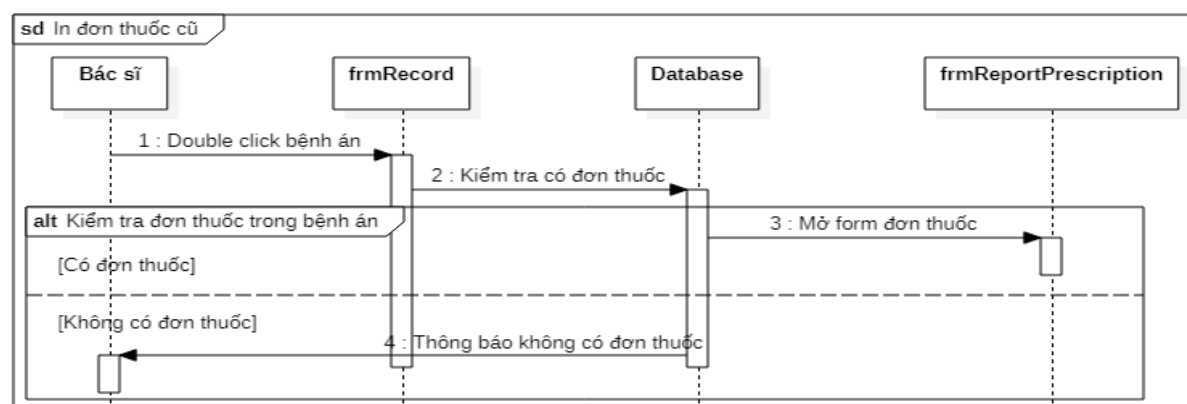 sd In đơn thuốc cũ
Bác sĩ
frmRecord
Database
frmReportPrescription
1 : Double click bệnh án
2 : Kiểm tra có đơn thuốc
alt Kiểm tra đơn thuốc trong bệnh án
3 : Mở form đơn thuốc
[Có đơn thuốc]
[Không có đơn thuốc]
4 : Thông báo không có đơn thuốc